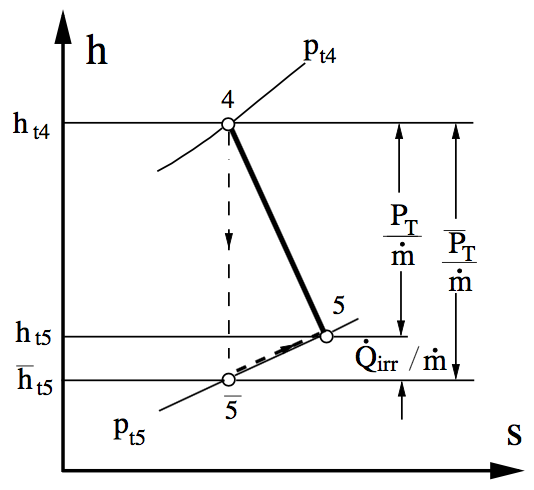 h
p_t4
4
h_t4
P_T / ṁ
P̅_T / ṁ
5
h_t5
Q̇_irr / ṁ
h̅_t5
5̅
p_t5
s